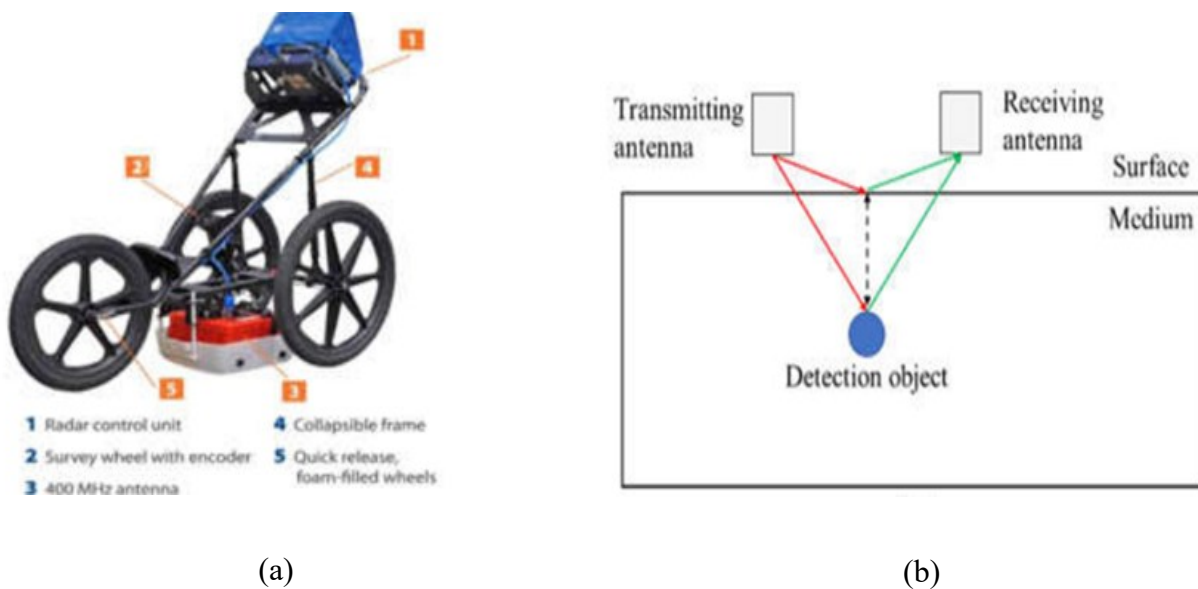 1
2
4
5
3
1 Radar control unit
2 Survey wheel with encoder
3 400 MHz antenna
4 Collapsible frame
5 Quick release,
foam-filled wheels
(a)
Transmitting
antenna
Receiving
antenna
Surface
Medium
Detection object
(b)